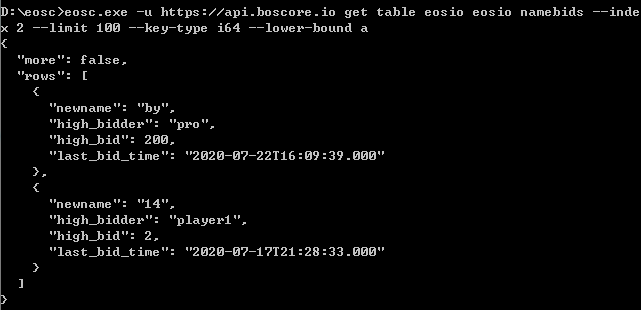 D:\eosc>eosc.exe -u https://api.boscore.io get table eosio eosio namebids --inde
x 2 --limit 100 --key-type i64 --lower-bound a
{
  "more": false,
  "rows": [
    {
      "newname": "by",
      "high_bidder": "pro",
      "high_bid": 200,
      "last_bid_time": "2020-07-22T16:09:39.000"
    },
    {
      "newname": "14",
      "high_bidder": "player1",
      "high_bid": 2,
      "last_bid_time": "2020-07-17T21:28:33.000"
    }
  ]
}